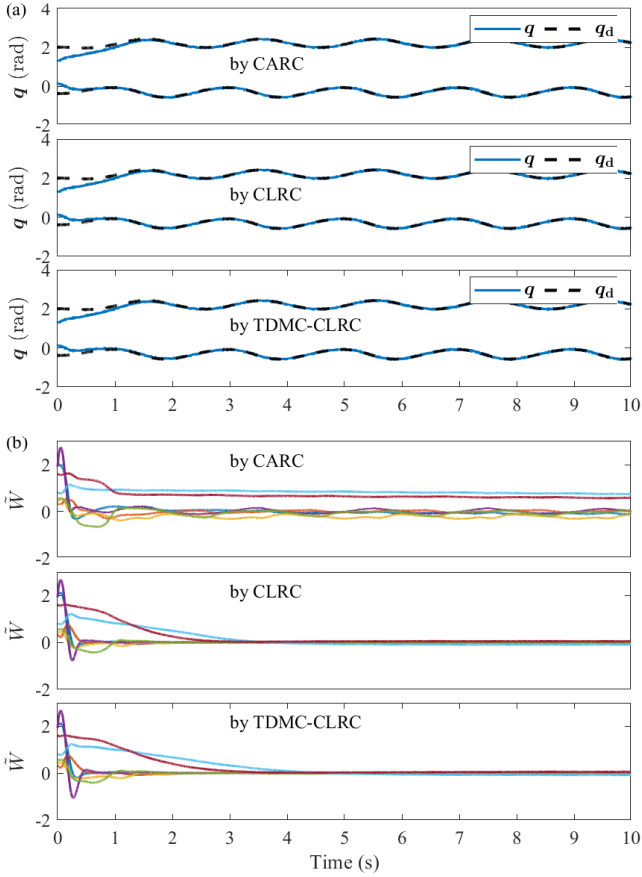 (a)
4
2
0
-2
q (rad)
by CARC
q q_d
4
2
0
-2
q (rad)
by CLRC
q q_d
4
2
0
-2
q (rad)
by TDMC-CLRC
q q_d
0 1 2 3 4 5 6 7 8 9 10
(b)
2
0
-2
W̃
by CARC
2
0
-2
W̃
by CLRC
2
0
-2
W̃
by TDMC-CLRC
0 1 2 3 4 5 6 7 8 9 10
Time (s)